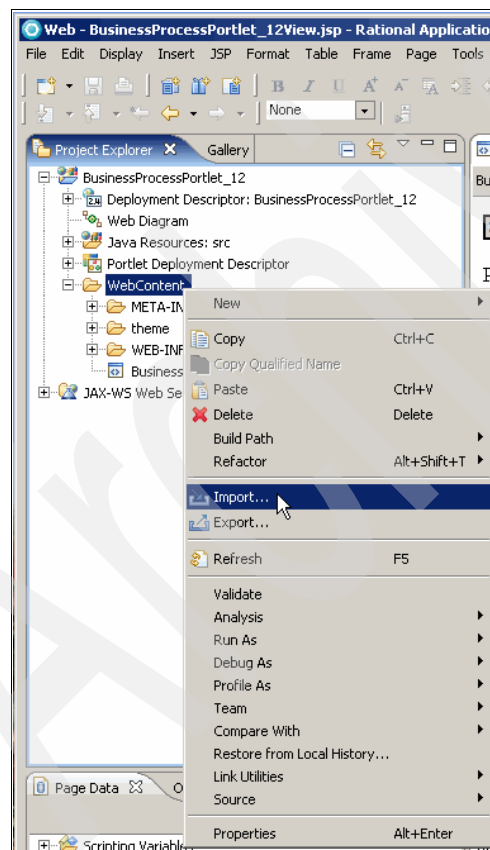 Web - BusinessProcessPortlet_12View.jsp - Rational Applicatio
File Edit Display Insert JSP Format Table Frame Page Tools
B I U A A
None
Project Explorer Gallery
BusinessProcessPortlet_12
Deployment Descriptor: BusinessProcessPortlet_12
Web Diagram
Java Resources: src
Portlet Deployment Descriptor
WebContent
META-IN
theme
WEB-INF
Business
JAX-WS Web Se
Bu
New
Copy Ctrl+C
Copy Qualified Name
Paste Ctrl+V
Delete Delete
Build Path
Refactor Alt+Shift+T
Import...
Export...
Refresh F5
Validate
Analysis
Run As
Debug As
Profile As
Team
Compare With
Restore from Local History...
Link Utilities
Source
Properties Alt+Enter
Page Data O
Scripting Variable